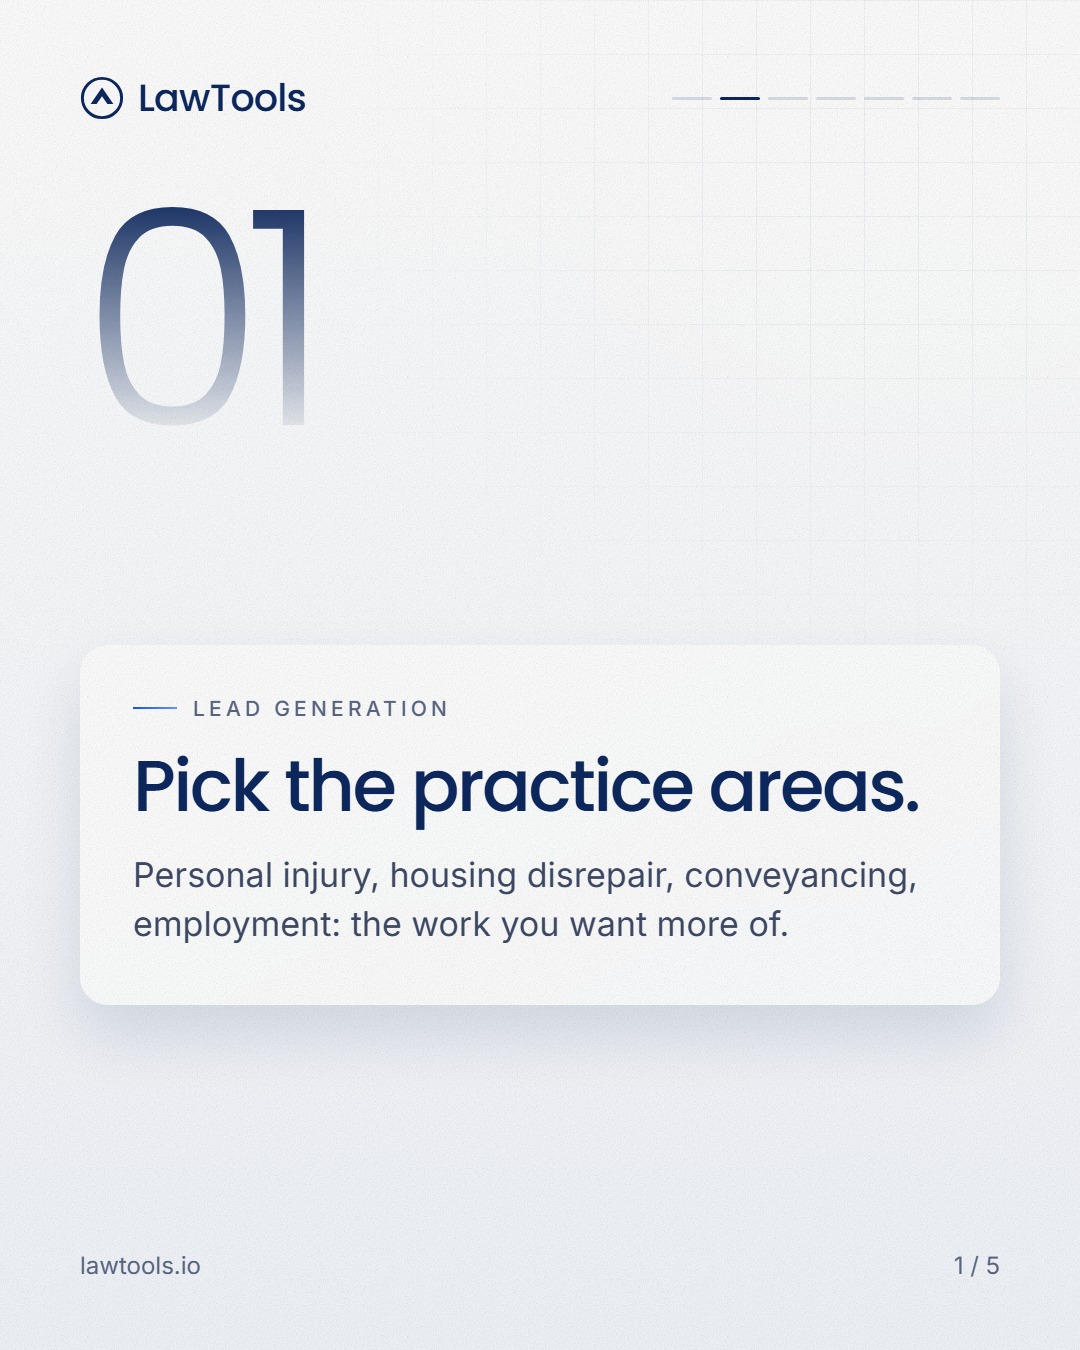 LawTools
01
LEAD GENERATION
Pick the practice areas.
Personal injury, housing disrepair, conveyancing,
employment: the work you want more of.
lawtools.io
1 / 5